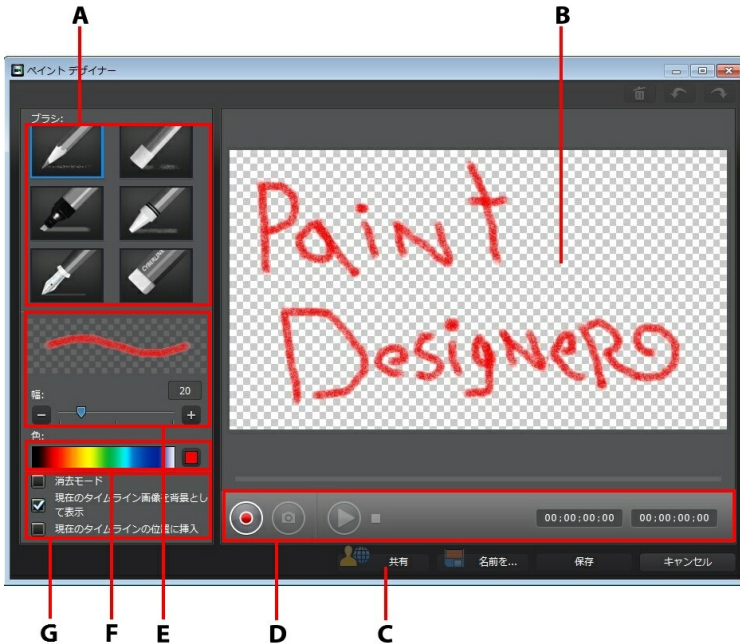 A
B
ペイント デザイナー
ブラシ:
CYBERLINK
Paint
Designer
幅:
20
色:
消去モード
現在のタイムライン画像を背景とし
て表示
現在のタイムラインの位置に挿入
00;00;00;00
00;00;00;00
共有
名前を...
保存
キャンセル
G
F
E
D
C